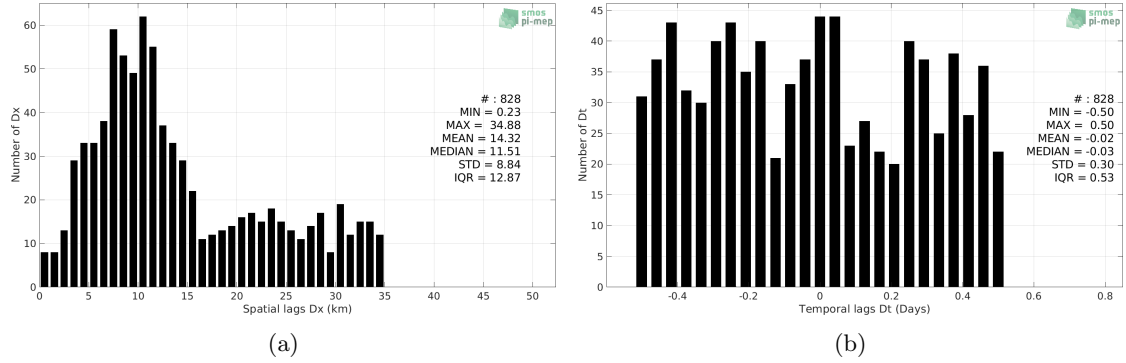 smos
pi-mep
Number of Dx
60
50
40
30
20
10
0
# : 828
MIN = 0.23
MAX = 34.88
MEAN = 14.32
MEDIAN = 11.51
STD = 8.84
IQR = 12.87
0 5 10 15 20 25 30 35 40 45 50
Spatial lags Dx (km)
(a)
smos
pi-mep
Number of Dt
45
40
35
30
25
20
15
10
5
0
# : 828
MIN = -0.50
MAX = 0.50
MEAN = -0.02
MEDIAN = -0.03
STD = 0.30
IQR = 0.53
-0.4 -0.2 0 0.2 0.4 0.6 0.8
Temporal lags Dt (Days)
(b)